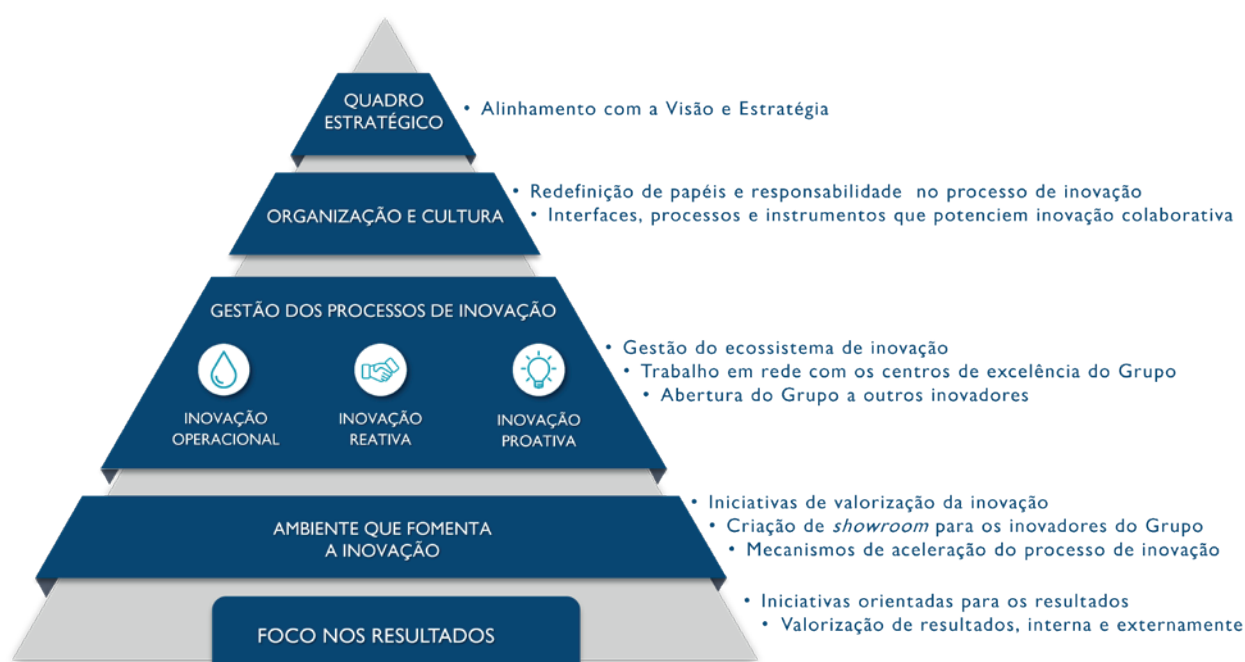 QUADRO
ESTRATÉGICO
• Alinhamento com a Visão e Estratégia
ORGANIZAÇÃO E CULTURA
• Redefinição de papéis e responsabilidade no processo de inovação
• Interfaces, processos e instrumentos que potenciem inovação colaborativa
GESTÃO DOS PROCESSOS DE INOVAÇÃO
INOVAÇÃO
OPERACIONAL
INOVAÇÃO
REATIVA
INOVAÇÃO
PROATIVA
• Gestão do ecossistema de inovação
• Trabalho em rede com os centros de excelência do Grupo
• Abertura do Grupo a outros inovadores
AMBIENTE QUE FOMENTA
A INOVAÇÃO
• Iniciativas de valorização da inovação
• Criação de showroom para os inovadores do Grupo
• Mecanismos de aceleração do processo de inovação
FOCO NOS RESULTADOS
• Iniciativas orientadas para os resultados
• Valorização de resultados, interna e externamente